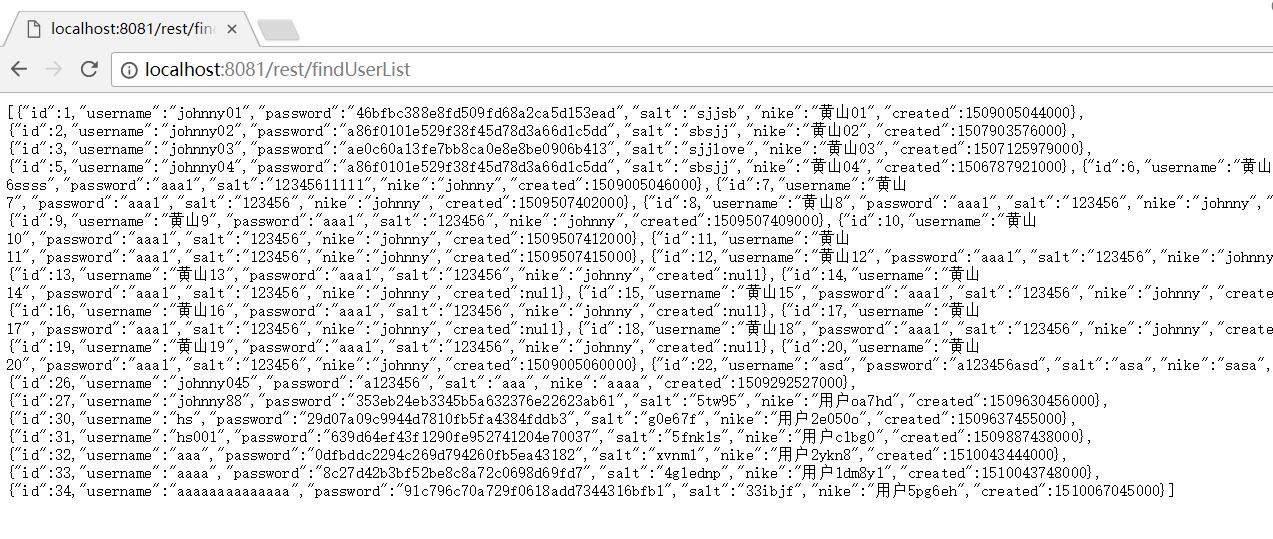 localhost:8081/rest/fin
localhost:8081/rest/findUserList
[{"id":1,"username":"johnny01","password":"46bfbc388e8fd509fd68a2ca5d153ead","salt":"sjjsb","nike":"黄山01","created":1509005044000},
{"id":2,"username":"johnny02","password":"a86f0101e529f38f45d78d3a66d1c5dd","salt":"sbsjj","nike":"黄山02","created":1507903576000},
{"id":3,"username":"johnny03","password":"ae0c60a13fe7bb8ca0e8e8be0906b413","salt":"sjjlove","nike":"黄山03","created":1507125979000},
{"id":5,"username":"johnny04","password":"a86f0101e529f38f45d78d3a66d1c5dd","salt":"sbsjj","nike":"黄山04","created":1506787921000},{"id":6,"username":"黄山
6ssss","password":"aaa1","salt":"12345611111","nike":"johnny","created":1509005046000},{"id":7,"username":"黄山
7","password":"aaa1","salt":"123456","nike":"johnny","created":1509507402000},{"id":8,"username":"黄山8","password":"aaa1","salt":"123456","nike":"johnny","
{"id":9,"username":"黄山9","password":"aaa1","salt":"123456","nike":"johnny","created":1509507409000},{"id":10,"username":"黄山
10","password":"aaa1","salt":"123456","nike":"johnny","created":1509507412000},{"id":11,"username":"黄山
11","password":"aaa1","salt":"123456","nike":"johnny","created":1509507415000},{"id":12,"username":"黄山12","password":"aaa1","salt":"123456","nike":"johnny
{"id":13,"username":"黄山13","password":"aaa1","salt":"123456","nike":"johnny","created":null},{"id":14,"username":"黄山
14","password":"aaa1","salt":"123456","nike":"johnny","created":null},{"id":15,"username":"黄山15","password":"aaa1","salt":"123456","nike":"johnny","create
{"id":16,"username":"黄山16","password":"aaa1","salt":"123456","nike":"johnny","created":null},{"id":17,"username":"黄山
17","password":"aaa1","salt":"123456","nike":"johnny","created":null},{"id":18,"username":"黄山18","password":"aaa1","salt":"123456","nike":"johnny","create
{"id":19,"username":"黄山19","password":"aaa1","salt":"123456","nike":"johnny","created":null},{"id":20,"username":"黄山
20","password":"aaa1","salt":"123456","nike":"johnny","created":1509005060000},{"id":22,"username":"asd","password":"a123456asd","salt":"asa","nike":"sasa",
{"id":26,"username":"johnny045","password":"a123456","salt":"aaa","nike":"aaaa","created":1509292527000},
{"id":27,"username":"johnny88","password":"353eb24eb3345b5a632376e22623ab61","salt":"5tw95","nike":"用户oa7hd","created":1509630456000},
{"id":30,"username":"hs","password":"29d07a09c9944d7810fb5fa4384fddb3","salt":"g0e67f","nike":"用户2e050o","created":1509637455000},
{"id":31,"username":"hs001","password":"639d64ef43f1290fe952741204e70037","salt":"5fnkls","nike":"用户clbg0","created":1509887438000},
{"id":32,"username":"aaa","password":"0dfbddc2294c269d794260fb5ea43182","salt":"xvnml","nike":"用户2ykn8","created":1510043444000},
{"id":33,"username":"aaaa","password":"8c27d42b3bf52be8c8a72c0698d69fd7","salt":"4glednp","nike":"用户1dm8yl","created":1510043748000},
{"id":34,"username":"aaaaaaaaaaaaaa","password":"91c796c70a729f0618add7344316bfb1","salt":"33ibjf","nike":"用户5pg6eh","created":1510067045000}]